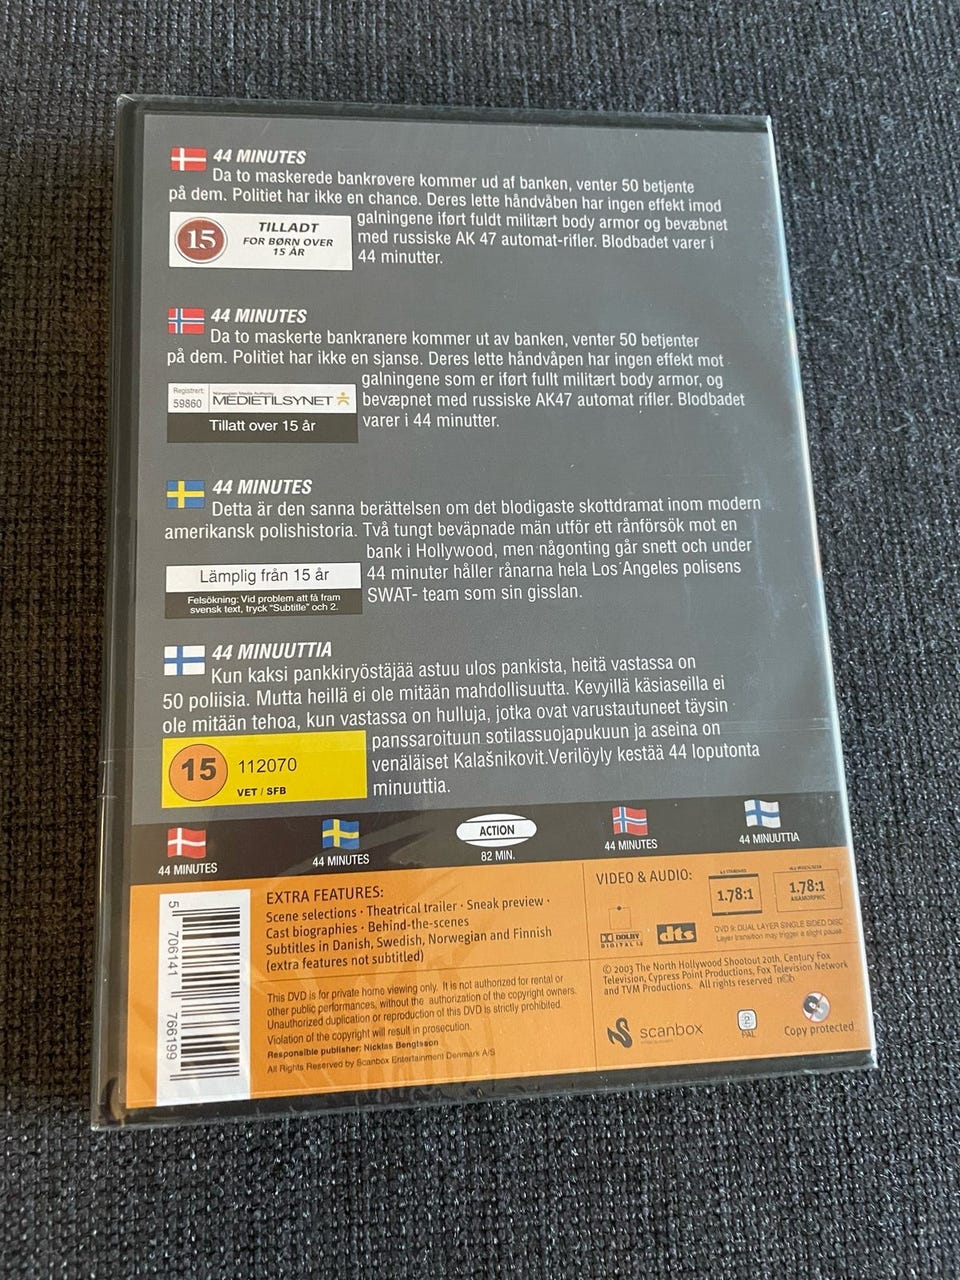 44 MINUTES
Da to maskerede bankrøvere kommer ud af banken, venter 50 betjente
på dem. Politiet har ikke en chance. Deres lette håndvåben har ingen effekt imod
galningene iført fuldt militært body armor og bevæbnet
med russiske AK 47 automat-rifler. Blodbadet varer i
44 minutter.
15
TILLADT
FOR BØRN OVER
15 ÅR
44 MINUTES
Da to maskerte bankranere kommer ut av banken, venter 50 betjenter
på dem. Politiet har ikke en sjanse. Deres lette håndvåpen har ingen effekt mot
galningene som er iført fullt militært body armor, og
bevæpnet med russiske AK47 automat rifler. Blodbadet
varer i 44 minutter.
Registrert:
59860
Norwegian Media Authority
MEDIETILSYNET
Tillatt over 15 år
44 MINUTES
Detta är den sanna berättelsen om det blodigaste skottdramat inom modern
amerikansk polishistoria. Två tungt beväpnade män utför ett rånförsök mot en
bank i Hollywood, men någonting går snett och under
44 minuter håller rånarna hela Los´Angeles polisens
SWAT- team som sin gisslan.
Lämplig från 15 år
Felsökning: Vid problem att få fram
svensk text, tryck "Subtitle" och 2.
44 MINUUTTIA
Kun kaksi pankkiryöstäjää astuu ulos pankista, heitä vastassa on
50 poliisia. Mutta heillä ei ole mitään mahdollisuutta. Kevyillä käsiaseilla ei
ole mitään tehoa, kun vastassa on hulluja, jotka ovat varustautuneet täysin
panssaroituun sotilassuojapukuun ja aseina on
venäläiset Kalašnikovit.Verilöyly kestää 44 loputonta
minuuttia.
15
112070
VET / SFB
44 MINUTES
44 MINUTES
ACTION
82 MIN.
44 MINUTES
44 MINUUTTIA
5 706141 766199
EXTRA FEATURES:
Scene selections · Theatrical trailer · Sneak preview ·
Cast biographies · Behind-the-scenes
Subtitles in Danish, Swedish, Norwegian and Finnish
(extra features not subtitled)
This DVD is for private home viewing only. It is not authorized for rental or
other public performances, without the authorization of the copyright owners.
Unauthorized duplication or reproduction of this DVD is strictly prohibited.
Violation of the copyright will result in prosecution.
Responsible publisher: Nicklas Bengtsson
All Rights Reserved by Scanbox Entertainment Denmark A/S
VIDEO & AUDIO:
1.78:1
1.78:1
ANAMORPHIC
DOLBY
DIGITAL
dts
DVD 9: DUAL LAYER SINGLE SIDED DISC
Layer transition may trigger a slight pause.
© 2003 The North Hollywood Shootout 20th. Century Fox
Television, Cypress Point Productions, Fox Television Network
and TVM Productions. All rights reserved
scanbox
2
PAL
Copy protected